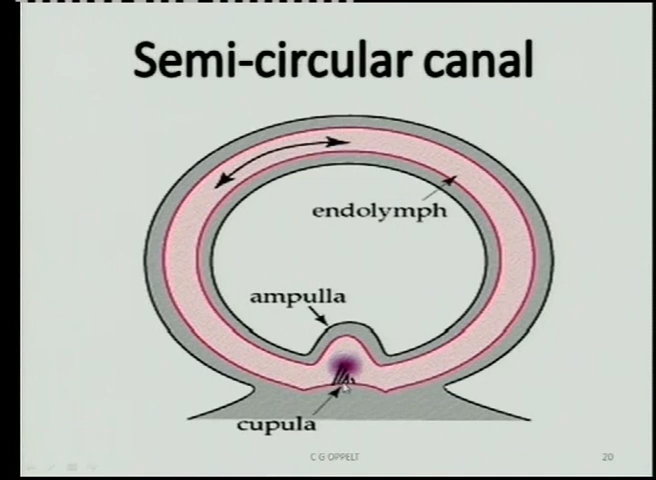 Semi-circular canal
endolymph
ampulla
cupula
C G OPPELT
20